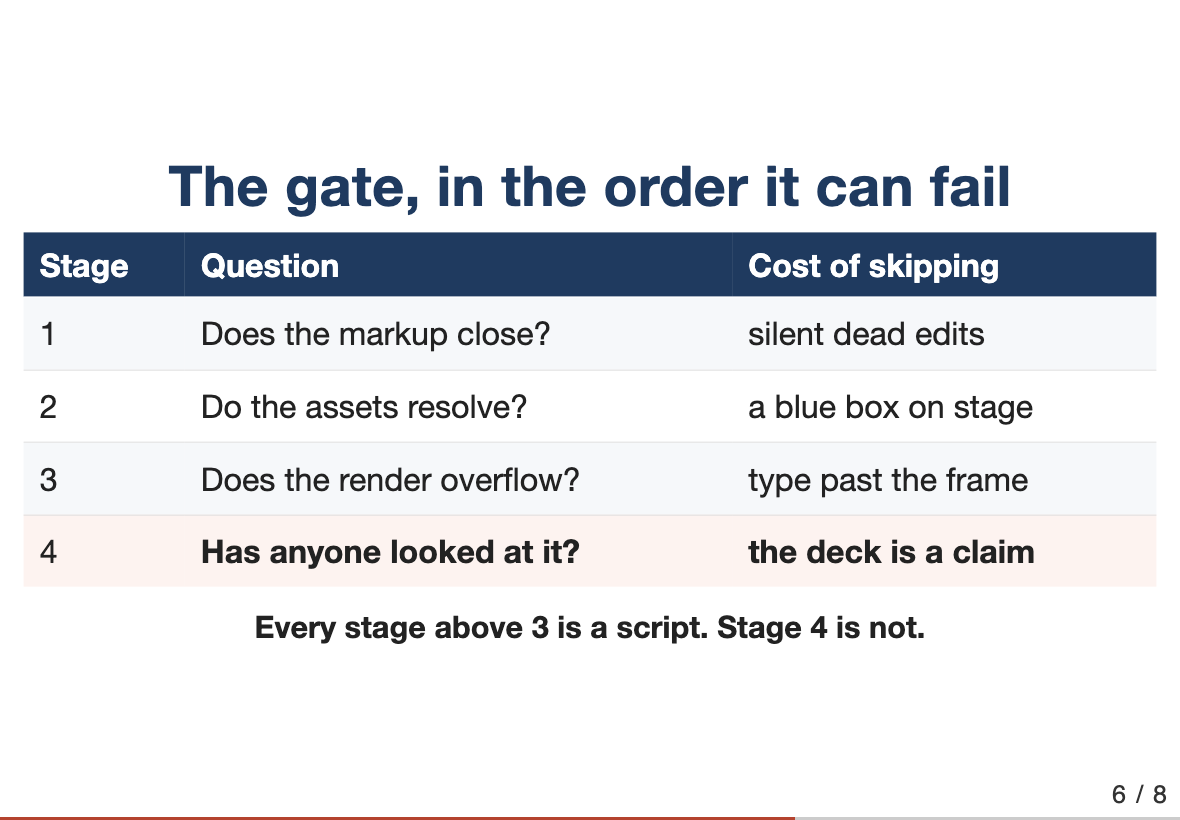 The gate, in the order it can fail
Stage Question Cost of skipping
1 Does the markup close? silent dead edits
2 Do the assets resolve? a blue box on stage
3 Does the render overflow? type past the frame
4 Has anyone looked at it? the deck is a claim
Every stage above 3 is a script. Stage 4 is not.
6 / 8